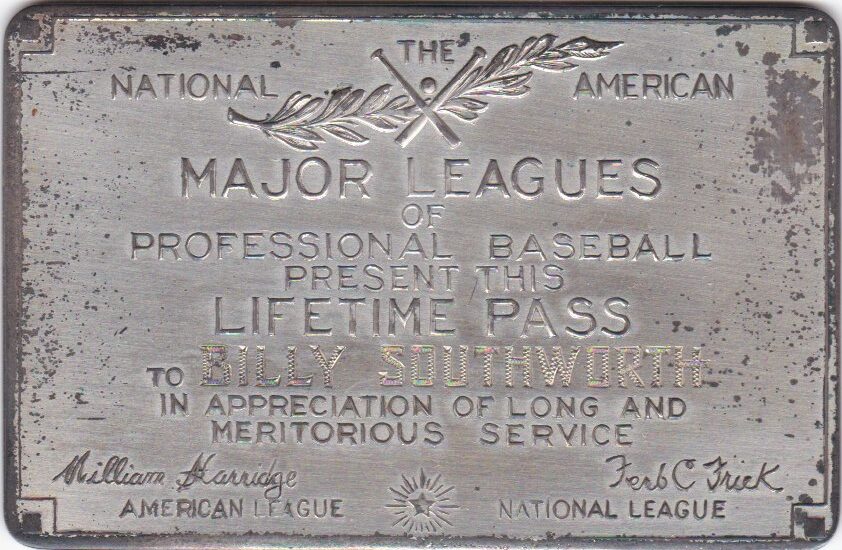 THE
NATIONAL AMERICAN
MAJOR LEAGUES
OF
PROFESSIONAL BASEBALL
PRESENT THIS
LIFETIME PASS
TO BILLY SOUTHWORTH
IN APPRECIATION OF LONG AND
MERITORIOUS SERVICE
William Harridge Ford C Frick
AMERICAN LEAGUE NATIONAL LEAGUE